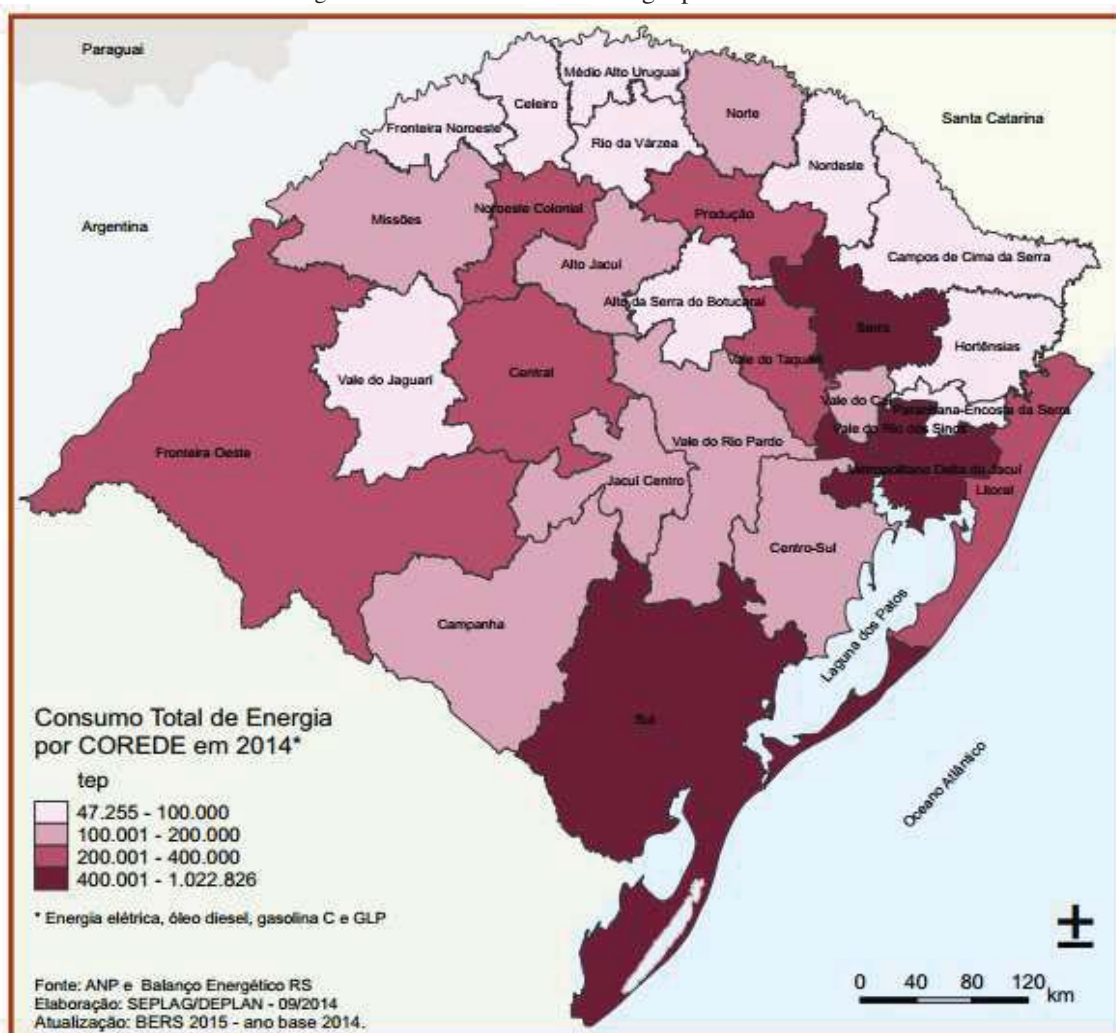 Paraguai
Argentina
Santa Catarina
Médio Alto Uruguai
Celeiro
Norte
Fronteira Noroeste
Rio da Várzea
Nordeste
Noroeste Colonial
Produção
Missões
Alto Jacuí
Campos de Cima da Serra
Alto da Serra do Botucaraí
Serra
Hortênsias
Vale do Jaguari
Central
Vale do Taquari
Vale do Caí
Paranhana-Encosta da Serra
Vale do Rio dos Sinos
Fronteira Oeste
Vale do Rio Pardo
Metropolitano Delta do Jacuí
Jacuí Centro
Litoral
Centro-Sul
Campanha
Laguna dos Patos
Sul
Oceano Atlântico
Consumo Total de Energia
por COREDE em 2014*
tep
47.255 - 100.000
100.001 - 200.000
200.001 - 400.000
400.001 - 1.022.826
* Energia elétrica, óleo diesel, gasolina C e GLP
Fonte: ANP e Balanço Energético RS
Elaboração: SEPLAG/DEPLAN - 09/2014
Atualização: BERS 2015 - ano base 2014.
0 40 80 120
km